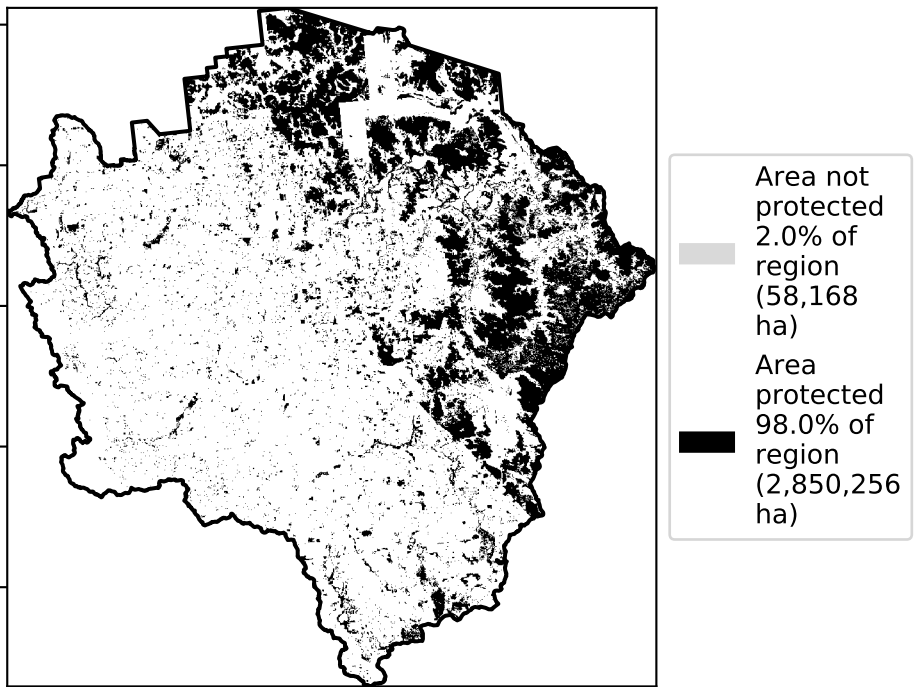 Area not
protected
2.0% of
region
(58,168
ha)
Area
protected
98.0% of
region
(2,850,256
ha)